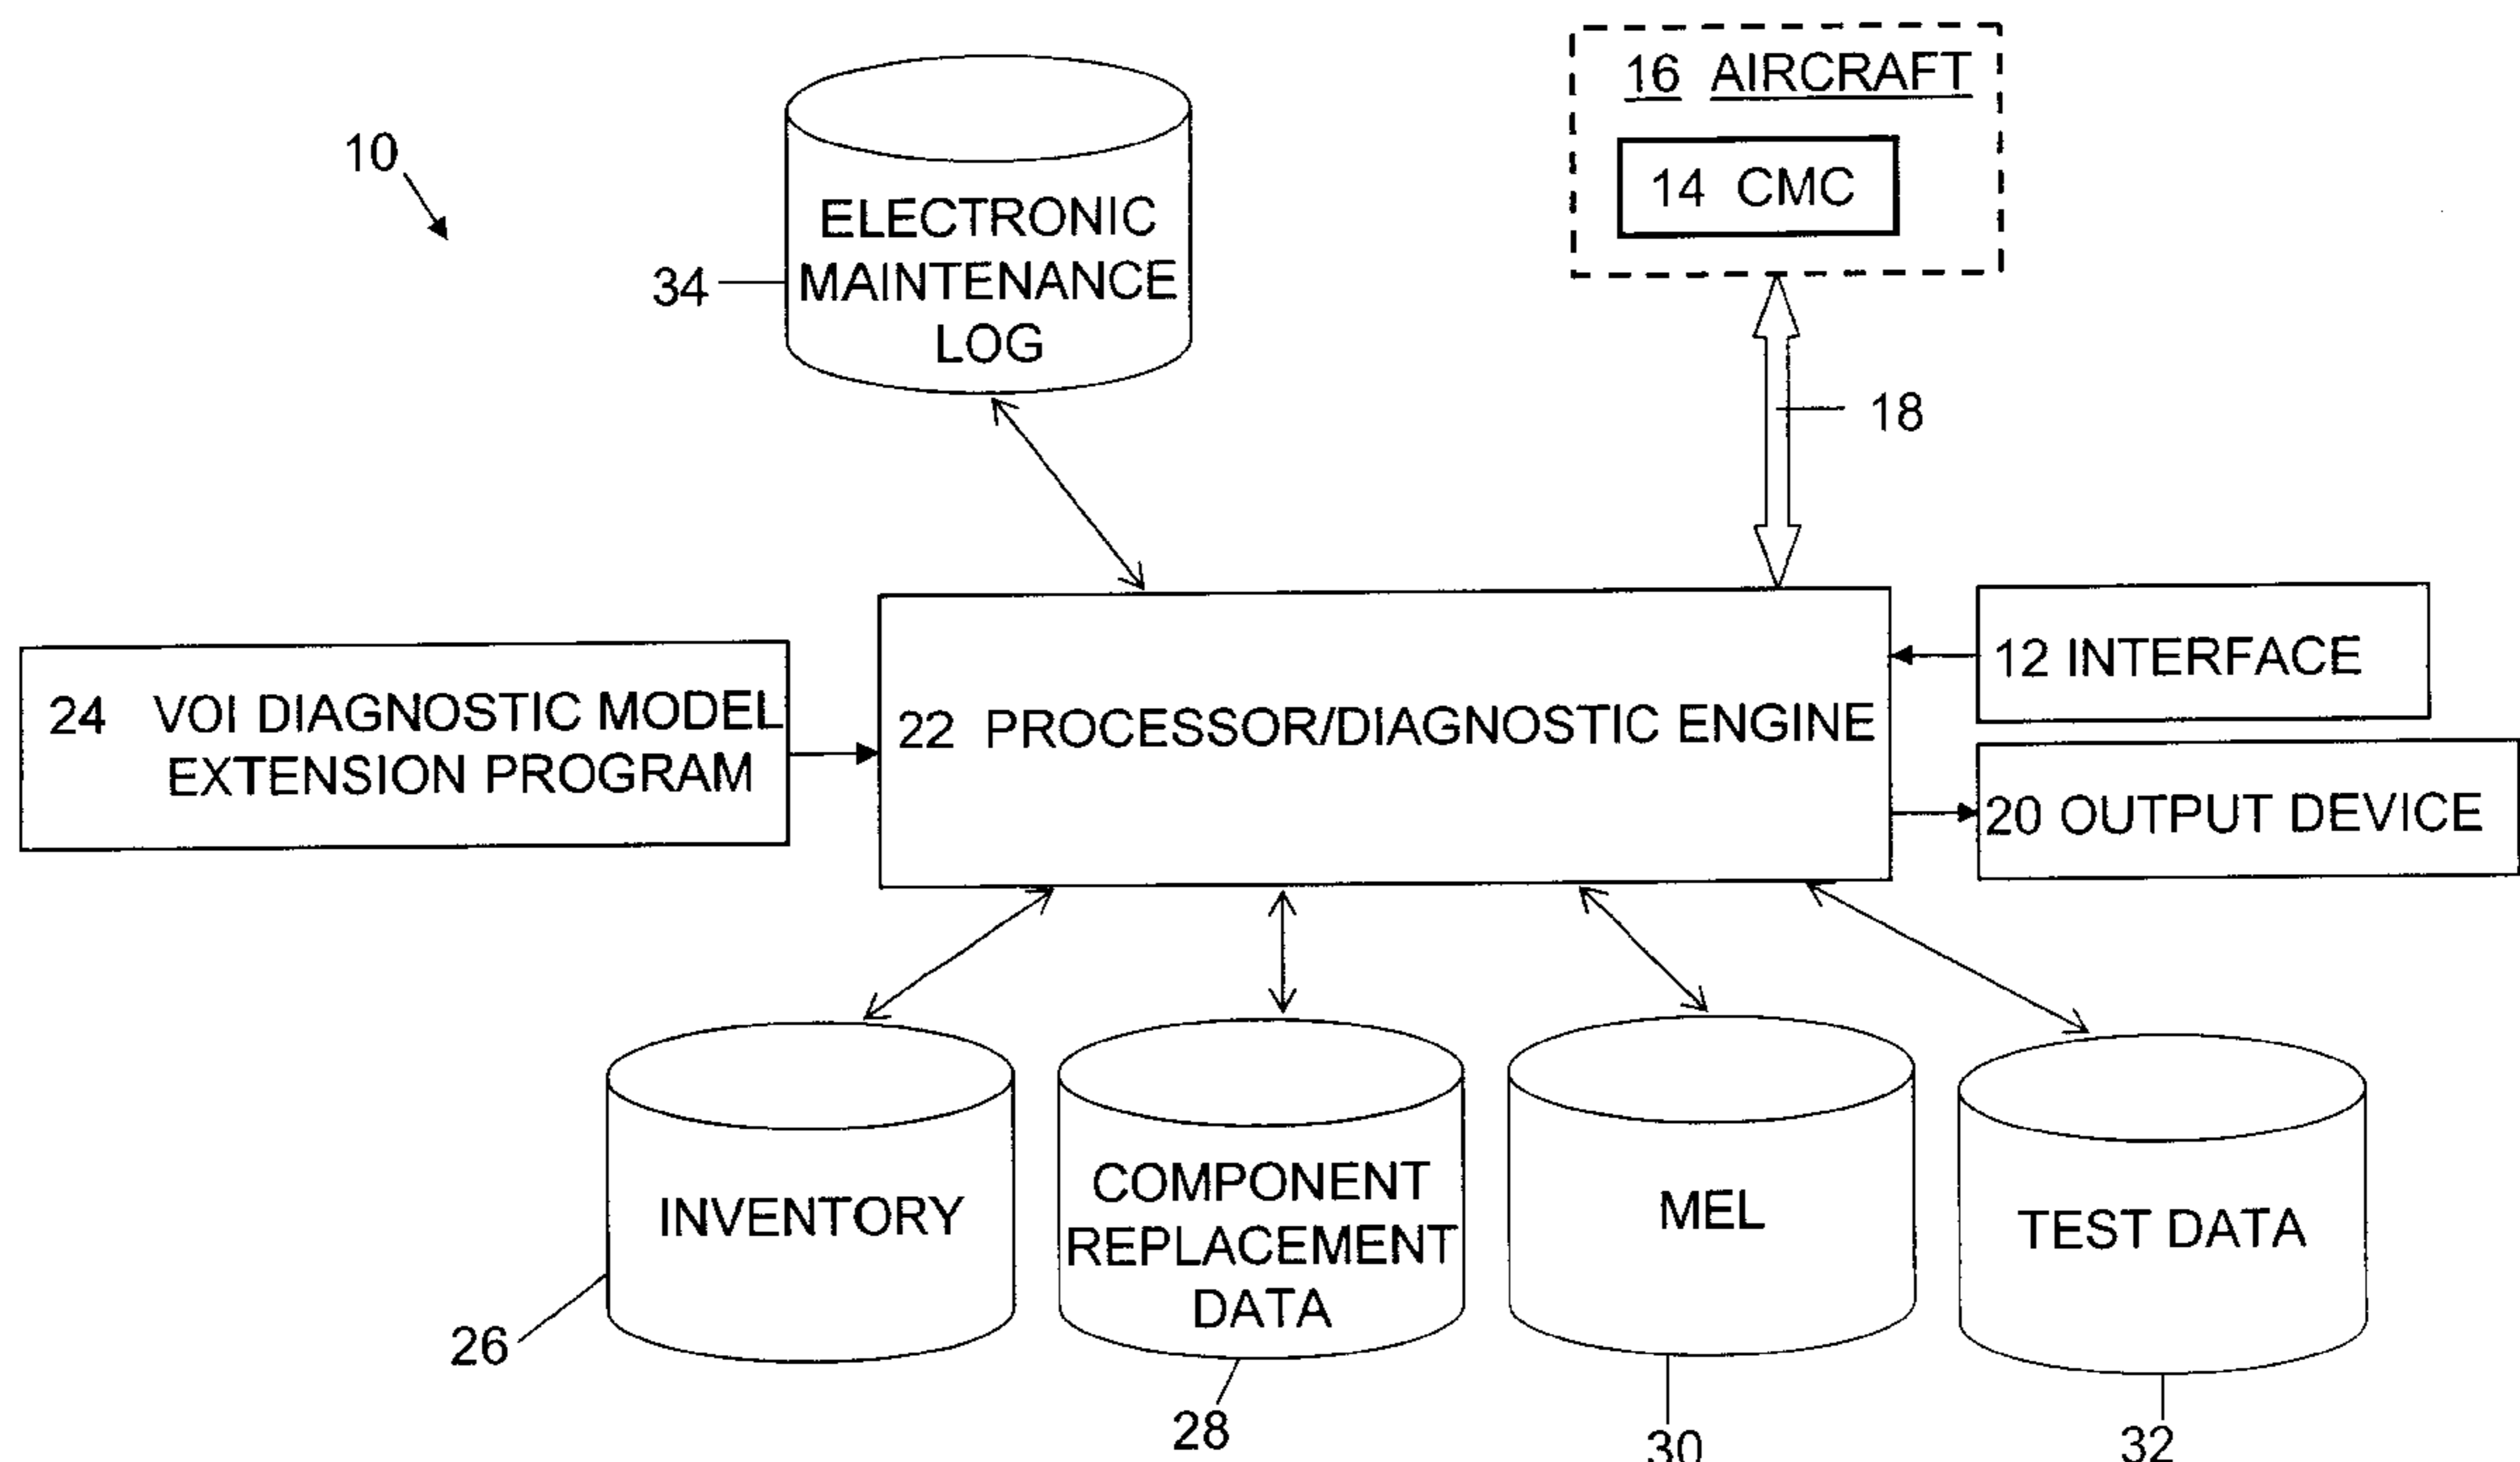 10
34
ELECTRONIC
MAINTENANCE
LOG
16 AIRCRAFT
14 CMC
18
24 VOI DIAGNOSTIC MODEL
EXTENSION PROGRAM
22 PROCESSOR/DIAGNOSTIC ENGINE
12 INTERFACE
20 OUTPUT DEVICE
INVENTORY
COMPONENT
REPLACEMENT
DATA
MEL
TEST DATA
26
28
30
32